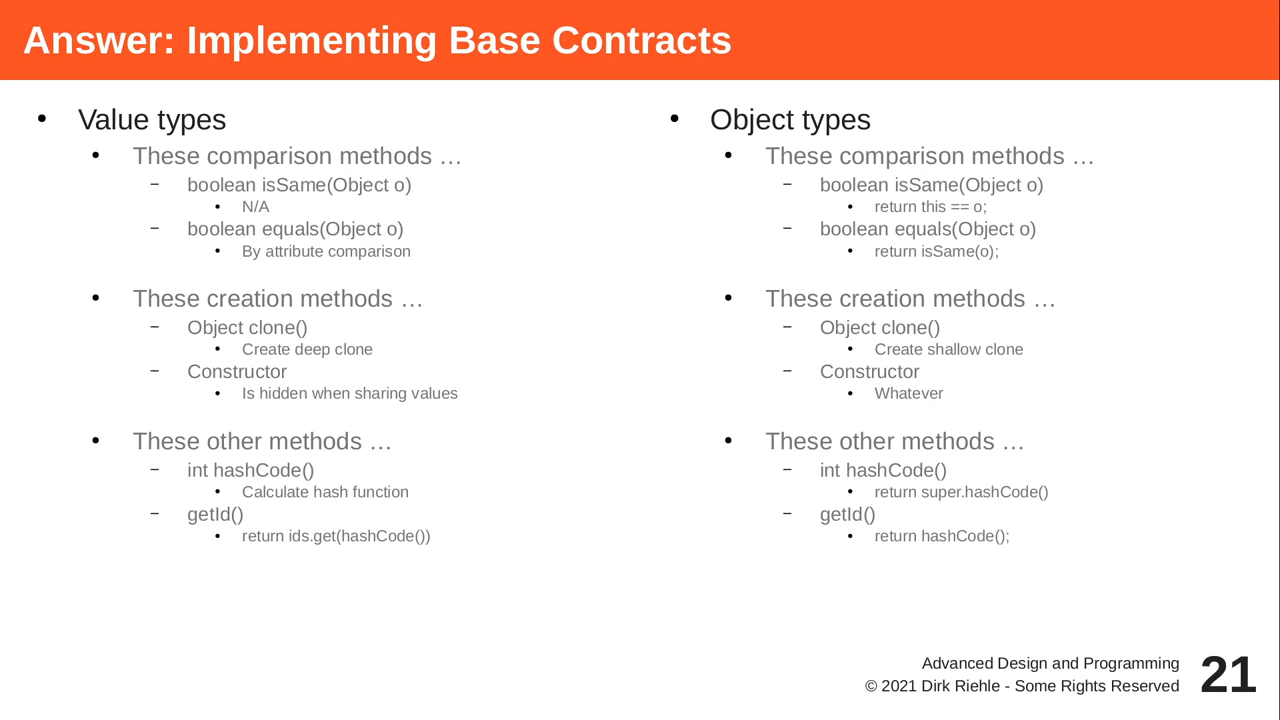 Answer: Implementing Base Contracts
• Value types
• These comparison methods …
– boolean isSame(Object o)
• N/A
– boolean equals(Object o)
• By attribute comparison
• These creation methods …
– Object clone()
• Create deep clone
– Constructor
• Is hidden when sharing values
• These other methods …
– int hashCode()
• Calculate hash function
– getId()
• return ids.get(hashCode())
• Object types
• These comparison methods …
– boolean isSame(Object o)
• return this == o;
– boolean equals(Object o)
• return isSame(o);
• These creation methods …
– Object clone()
• Create shallow clone
– Constructor
• Whatever
• These other methods …
– int hashCode()
• return super.hashCode()
– getId()
• return hashCode();
Advanced Design and Programming
© 2021 Dirk Riehle - Some Rights Reserved
21